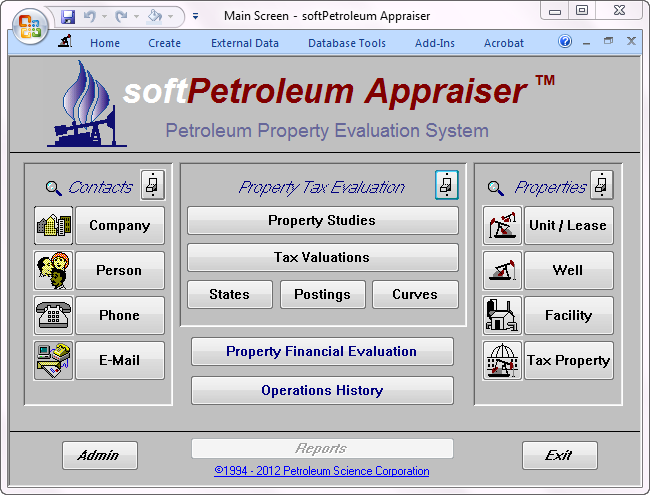 Main Screen - softPetroleum Appraiser
Home Create External Data Database Tools Add-Ins Acrobat
softPetroleum Appraiser ™
Petroleum Property Evaluation System
Contacts
Company
Person
Phone
E-Mail
Property Tax Evaluation
Property Studies
Tax Valuations
States Postings Curves
Property Financial Evaluation
Operations History
Properties
Unit / Lease
Well
Facility
Tax Property
Admin
Reports
Exit
©1994 - 2012 Petroleum Science Corporation